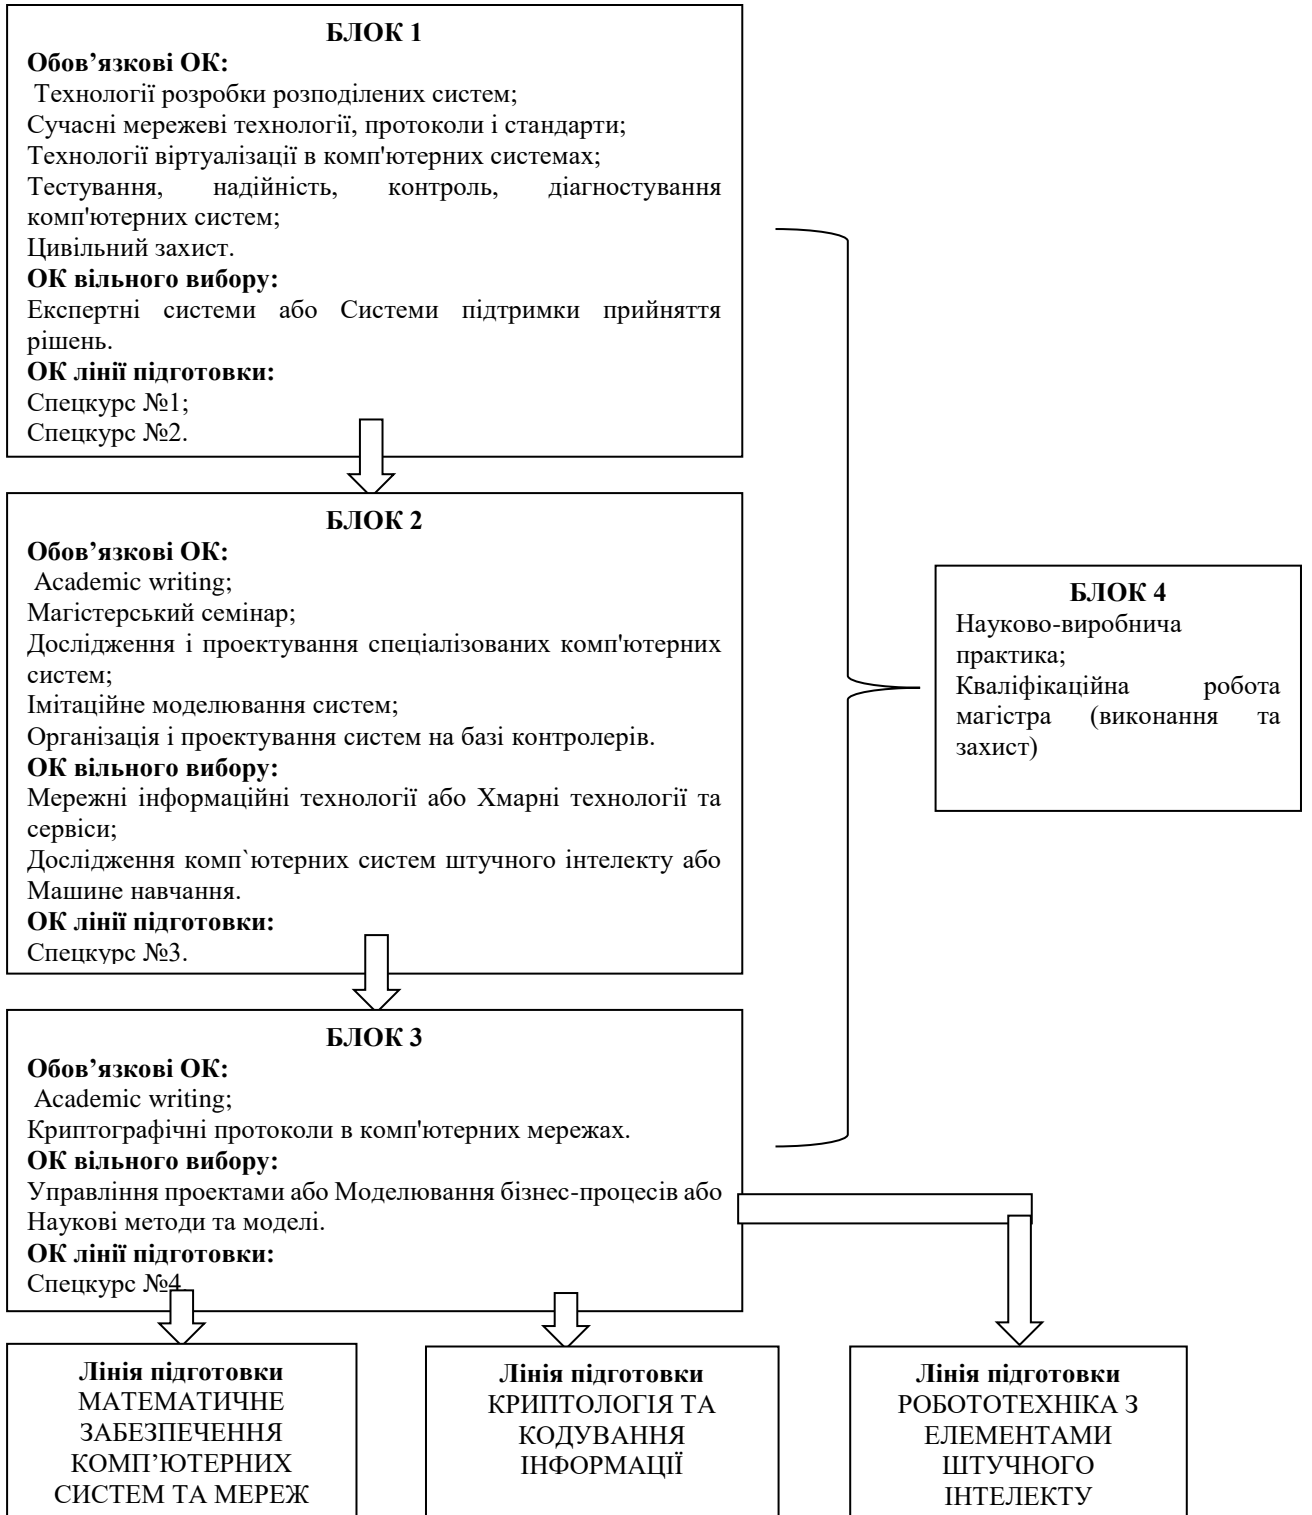 БЛОК 1
Обов’язкові ОК:
Технології розробки розподілених систем;
Сучасні мережеві технології, протоколи і стандарти;
Технології віртуалізації в комп'ютерних системах;
Тестування, надійність, контроль, діагностування
комп'ютерних систем;
Цивільний захист.
ОК вільного вибору:
Експертні системи або Системи підтримки прийняття
рішень.
ОК лінії підготовки:
Спецкурс №1;
Спецкурс №2.
БЛОК 2
Обов’язкові ОК:
Academic writing;
Магістерський семінар;
Дослідження і проектування спеціалізованих комп'ютерних
систем;
Імітаційне моделювання систем;
Організація і проектування систем на базі контролерів.
ОК вільного вибору:
Мережні інформаційні технології або Хмарні технології та
сервіси;
Дослідження комп`ютерних систем штучного інтелекту або
Машине навчання.
ОК лінії підготовки:
Спецкурс №3.
БЛОК 4
Науково-виробнича
практика;
Кваліфікаційна робота
магістра (виконання та
захист)
БЛОК 3
Обов’язкові ОК:
Academic writing;
Криптографічні протоколи в комп'ютерних мережах.
ОК вільного вибору:
Управління проектами або Моделювання бізнес-процесів або
Наукові методи та моделі.
ОК лінії підготовки:
Спецкурс №4.
Лінія підготовки
МАТЕМАТИЧНЕ
ЗАБЕЗПЕЧЕННЯ
КОМП’ЮТЕРНИХ
СИСТЕМ ТА МЕРЕЖ
Лінія підготовки
КРИПТОЛОГІЯ ТА
КОДУВАННЯ
ІНФОРМАЦІЇ
Лінія підготовки
РОБОТОТЕХНІКА З
ЕЛЕМЕНТАМИ
ШТУЧНОГО
ІНТЕЛЕКТУ